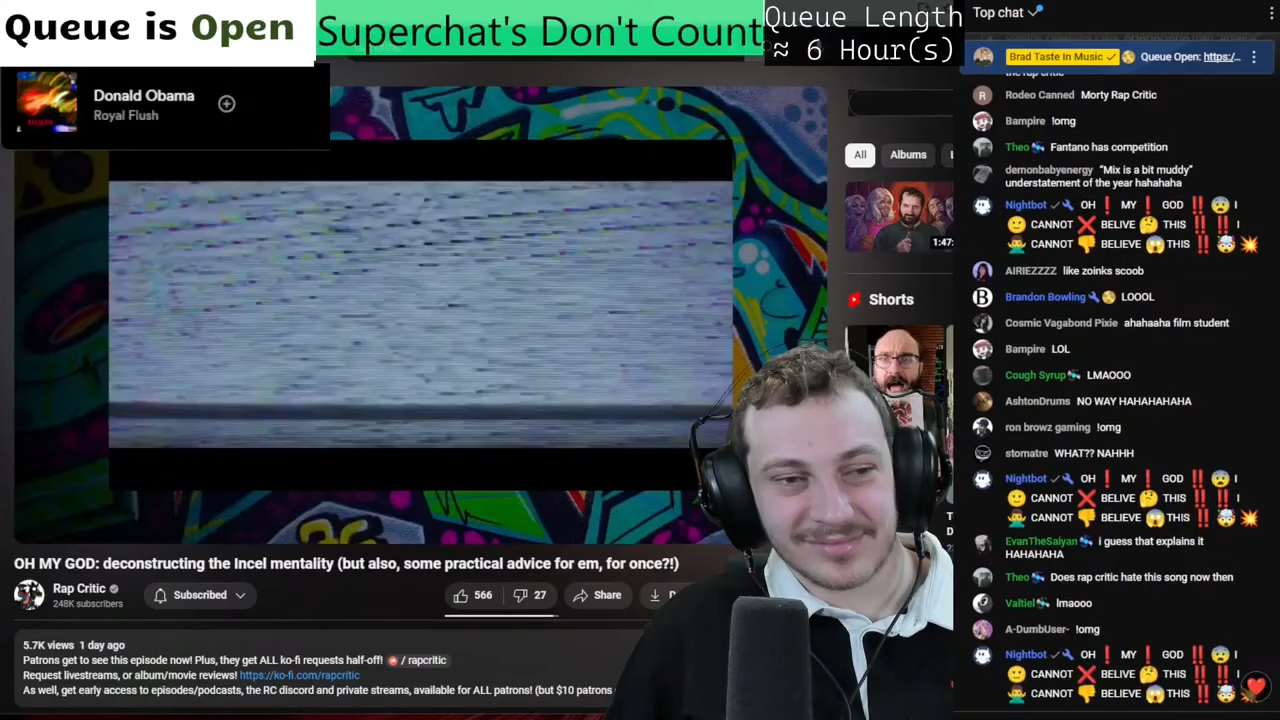 Queue is Open
Superchat's Don't Count
Queue Length
≈ 6 Hour(s)
Donald Obama
Royal Flush
All
Albums
1:47:
Shorts
OH MY GOD: deconstructing the Incel mentality (but also, some practical advice for em, for once?!)
Rap Critic
248K subscribers
Subscribed
566
27
Share
5.7K views 1 day ago
Patrons get to see this episode now! Plus, they get ALL ko-fi requests half-off! / rapcritic
Request livestreams, or album/movie reviews! https://ko-fi.com/rapcritic
As well, get early access to episodes/podcasts, the RC discord and private streams, available for ALL patrons! (but $10 patrons
Top chat
Brad Taste In Music Queue Open: https:/...
the rap critic
Rodeo Canned Morty Rap Critic
Bampire !omg
Theo Fantano has competition
demonbabyenergy “Mix is a bit muddy”
understatement of the year hahahaha
Nightbot OH ❗ MY ❗ GOD ‼️ 😨 I
🙂 CANNOT ❌ BELIVE 🤔 THIS ‼️ ‼️ I
🙅‍♂️ CANNOT 👎 BELIEVE 😱 THIS ‼️ 🤯 💥
AIRIEZZZZ like zoinks scoob
Brandon Bowling LOOOL
Cosmic Vagabond Pixie ahahaaha film student
Bampire LOL
Cough Syrup LMAOOO
AshtonDrums NO WAY HAHAHAHAHA
ron browz gaming !omg
stomatre WHAT?? NAHHH
Nightbot OH ❗ MY ❗ GOD ‼️ 😨 I
🙂 CANNOT ❌ BELIVE 🤔 THIS ‼️ ‼️ I
🙅‍♂️ CANNOT 👎 BELIEVE 😱 THIS ‼️ 🤯 💥
EvanTheSaiyan i guess that explains it
HAHAHAHA
Theo Does rap critic hate this song now then
Valtiel lmaooo
A-DumbUser- !omg
Nightbot OH ❗ MY ❗ GOD ‼️ 😨 I
🙂 CANNOT ❌ BELIVE 🤔 THIS ‼️ ‼️ I
🙅‍♂️ CANNOT 👎 BELIEVE 😱 THIS ‼️ 🤯 💥